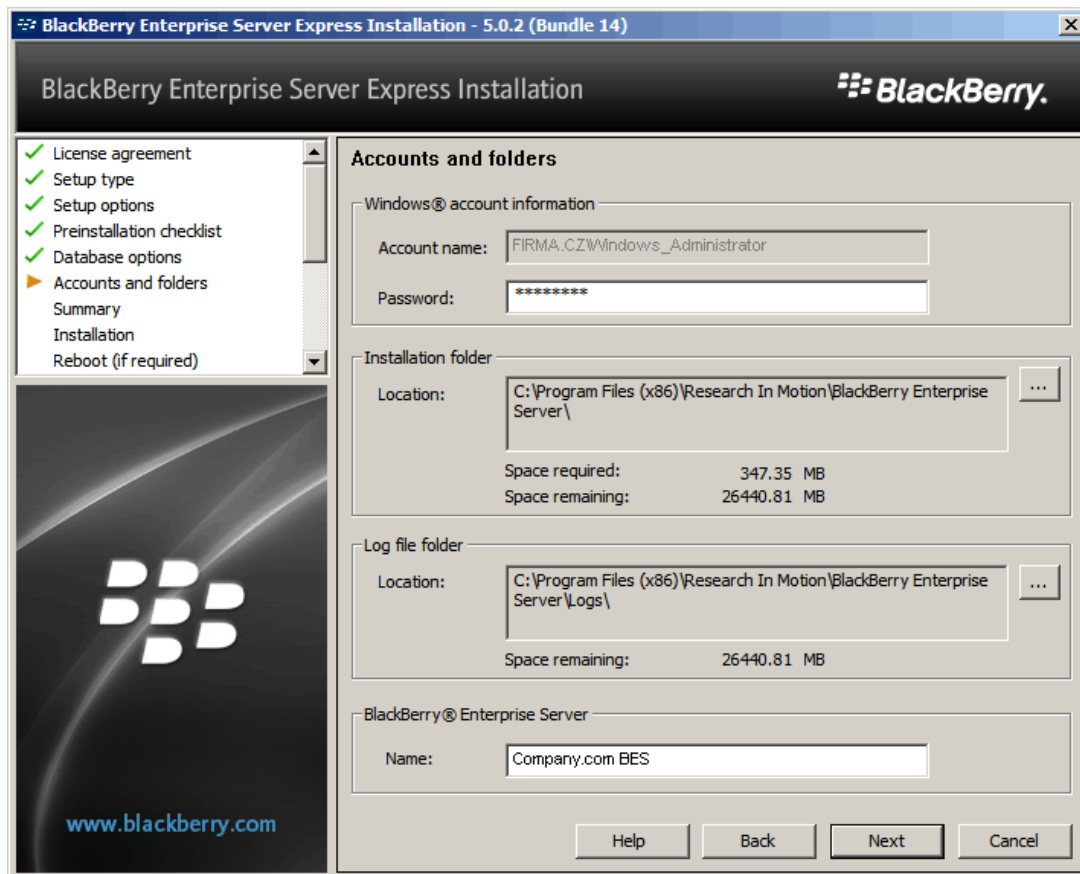 BlackBerry Enterprise Server Express Installation - 5.0.2 (Bundle 14)
BlackBerry Enterprise Server Express Installation
BlackBerry.
License agreement
Setup type
Setup options
Preinstallation checklist
Database options
Accounts and folders
Summary
Installation
Reboot (if required)
www.blackberry.com
Accounts and folders
Windows® account information
Account name: FIRMA.CZ\Windows_Administrator
Password: ********
Installation folder
Location: C:\Program Files (x86)\Research In Motion\BlackBerry Enterprise
Server\
...
Space required: 347.35 MB
Space remaining: 26440.81 MB
Log file folder
Location: C:\Program Files (x86)\Research In Motion\BlackBerry Enterprise
Server\Logs\
...
Space remaining: 26440.81 MB
BlackBerry® Enterprise Server
Name: Company.com BES
Help Back Next Cancel